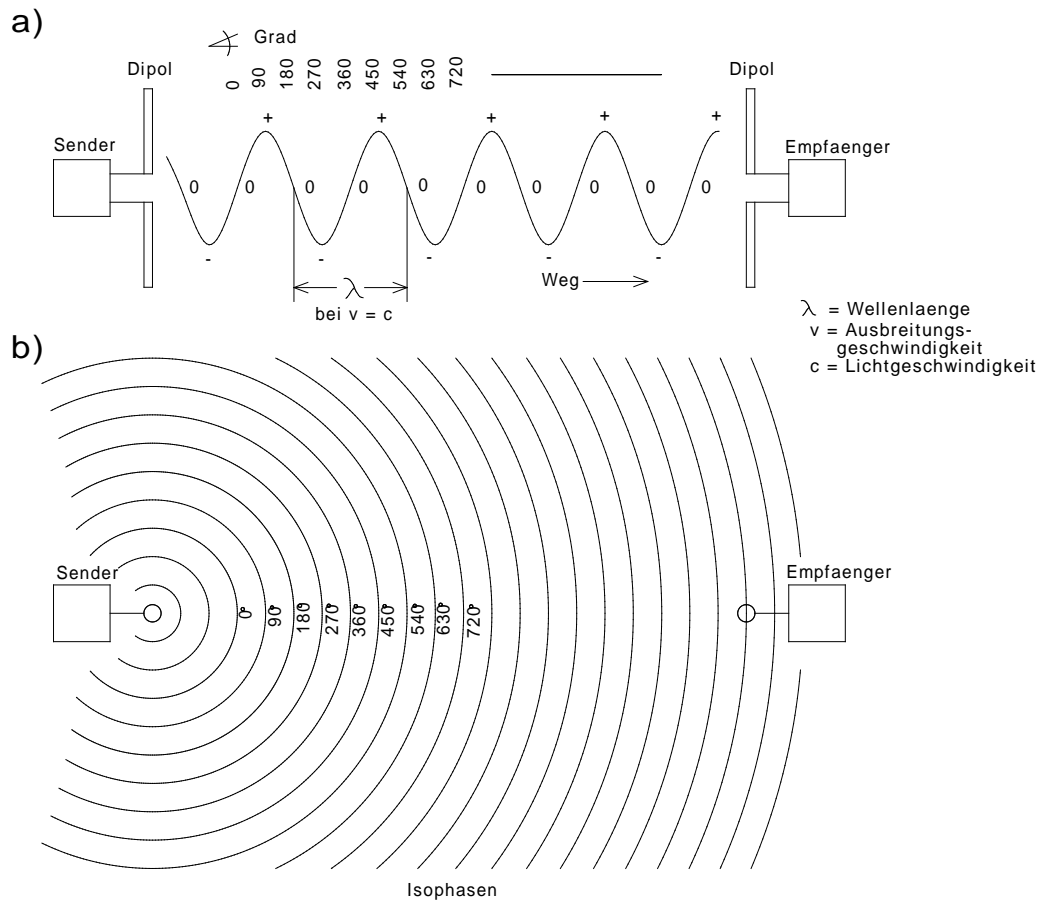 a)
Grad
0 90 180 270 360 450 540 630 720
Dipol
Dipol
Sender
Empfaenger
+ + + + +
0 0 0 0 0 0 0 0 0 0
- - - - -
λ
bei v = c
Weg
λ = Wellenlaenge
v = Ausbreitungs-
geschwindigkeit
c = Lichtgeschwindigkeit
b)
Sender
Empfaenger
0° 90° 180° 270° 360° 450° 540° 630° 720°
Isophasen